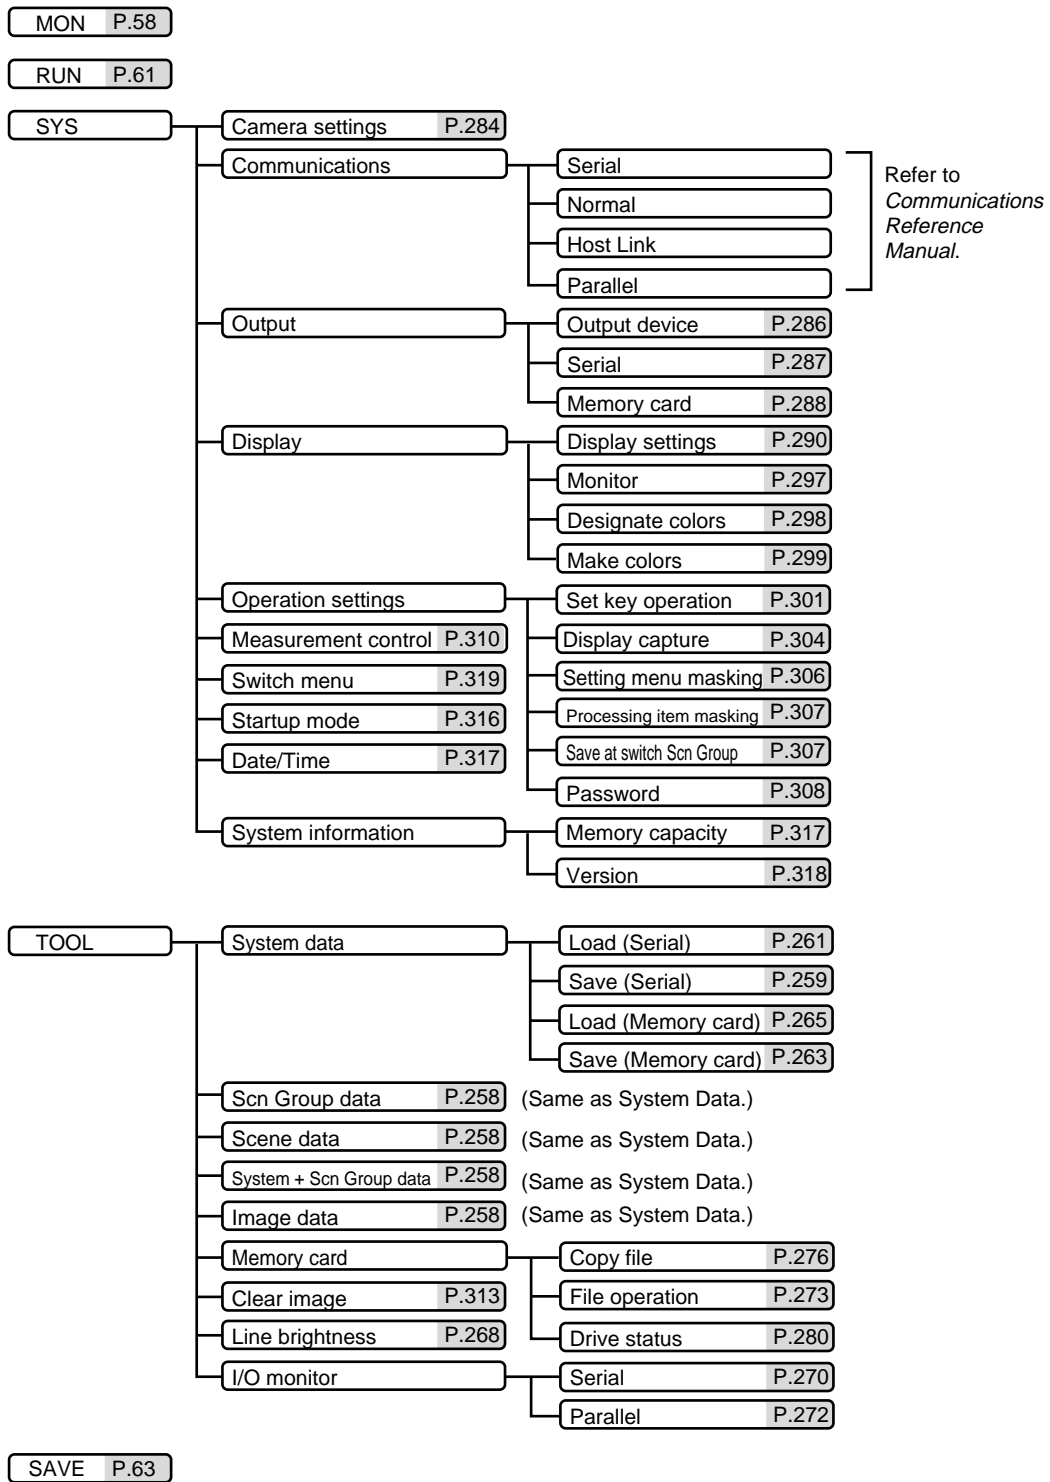 MON P.58
RUN P.61
SYS
Camera settings P.284
Communications
Serial
Normal
Host Link
Parallel
Refer to
Communications
Reference
Manual.
Output
Output device P.286
Serial P.287
Memory card P.288
Display
Display settings P.290
Monitor P.297
Designate colors P.298
Make colors P.299
Operation settings
Set key operation P.301
Display capture P.304
Setting menu masking P.306
Processing item masking P.307
Save at switch Scn Group P.307
Password P.308
Measurement control P.310
Switch menu P.319
Startup mode P.316
Date/Time P.317
System information
Memory capacity P.317
Version P.318
TOOL
System data
Load (Serial) P.261
Save (Serial) P.259
Load (Memory card) P.265
Save (Memory card) P.263
Scn Group data P.258 (Same as System Data.)
Scene data P.258 (Same as System Data.)
System + Scn Group data P.258 (Same as System Data.)
Image data P.258 (Same as System Data.)
Memory card
Copy file P.276
File operation P.273
Drive status P.280
Clear image P.313
Line brightness P.268
I/O monitor
Serial P.270
Parallel P.272
SAVE P.63